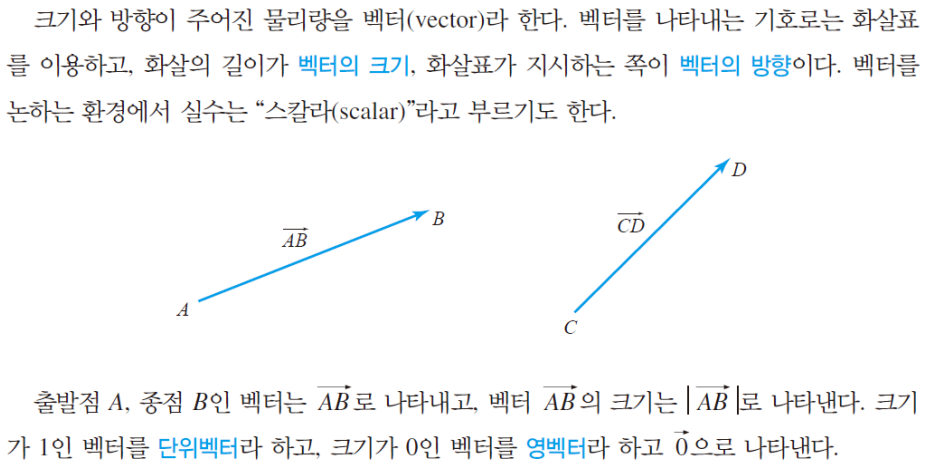 크기와 방향이 주어진 물리량을 벡터(vector)라 한다. 벡터를 나타내는 기호로는 화살표
를 이용하고, 화살의 길이가 벡터의 크기, 화살표가 지시하는 쪽이 벡터의 방향이다. 벡터를
논하는 환경에서 실수는 “스칼라(scalar)”라고 부르기도 한다.
D
B
$\overrightarrow{AB}$
$\overrightarrow{CD}$
A
C
출발점 A, 종점 B인 벡터는 $\overrightarrow{AB}$로 나타내고, 벡터 $\overrightarrow{AB}$의 크기는 $|\overrightarrow{AB}|$로 나타낸다. 크기
가 1인 벡터를 단위벡터라 하고, 크기가 0인 벡터를 영벡터라 하고 $\vec{0}$으로 나타낸다.